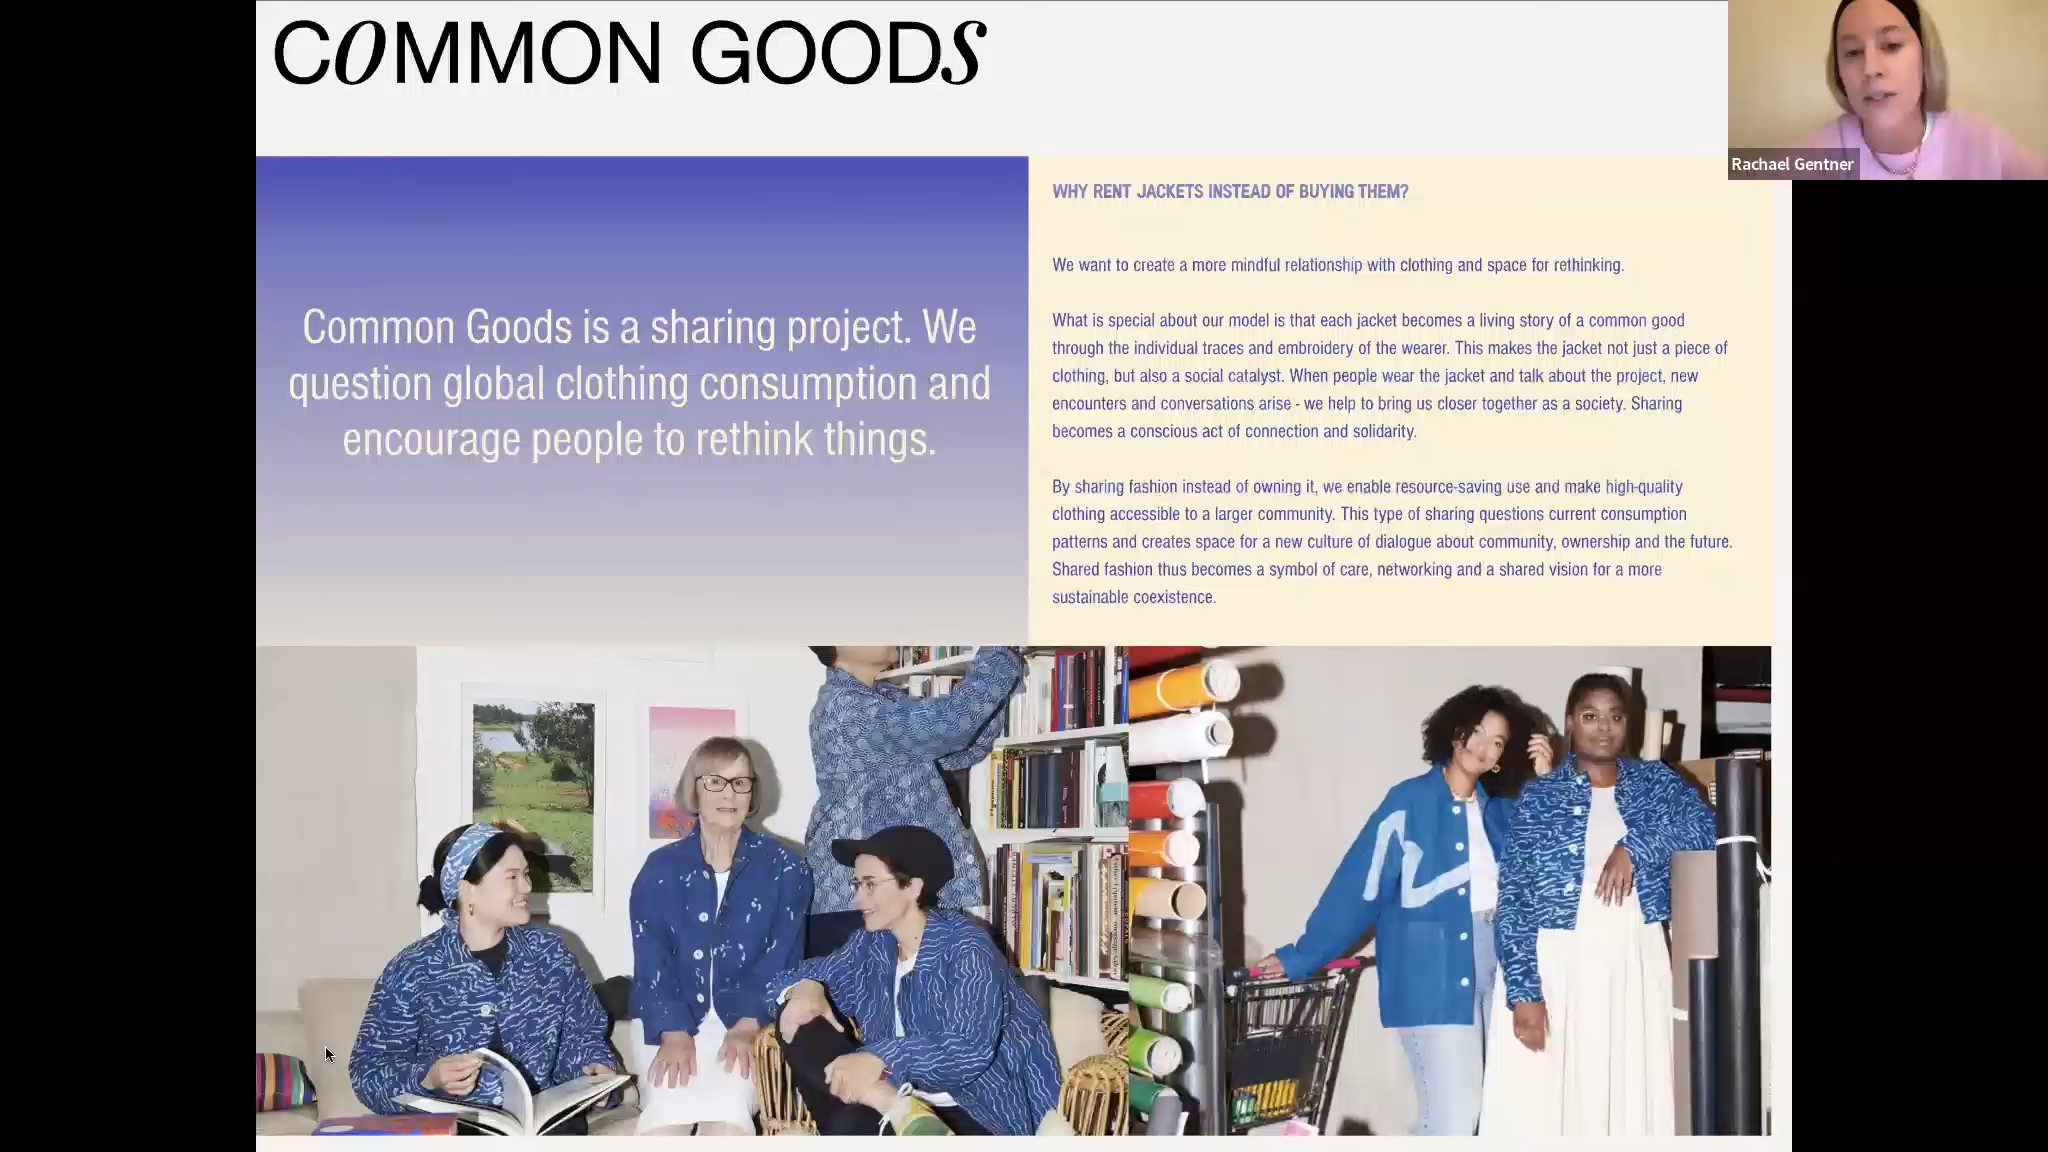 COMMON GOODS
Rachael Gentner
Common Goods is a sharing project. We
question global clothing consumption and
encourage people to rethink things.
WHY RENT JACKETS INSTEAD OF BUYING THEM?
We want to create a more mindful relationship with clothing and space for rethinking.
What is special about our model is that each jacket becomes a living story of a common good
through the individual traces and embroidery of the wearer. This makes the jacket not just a piece of
clothing, but also a social catalyst. When people wear the jacket and talk about the project, new
encounters and conversations arise - we help to bring us closer together as a society. Sharing
becomes a conscious act of connection and solidarity.
By sharing fashion instead of owning it, we enable resource-saving use and make high-quality
clothing accessible to a larger community. This type of sharing questions current consumption
patterns and creates space for a new culture of dialogue about community, ownership and the future.
Shared fashion thus becomes a symbol of care, networking and a shared vision for a more
sustainable coexistence.